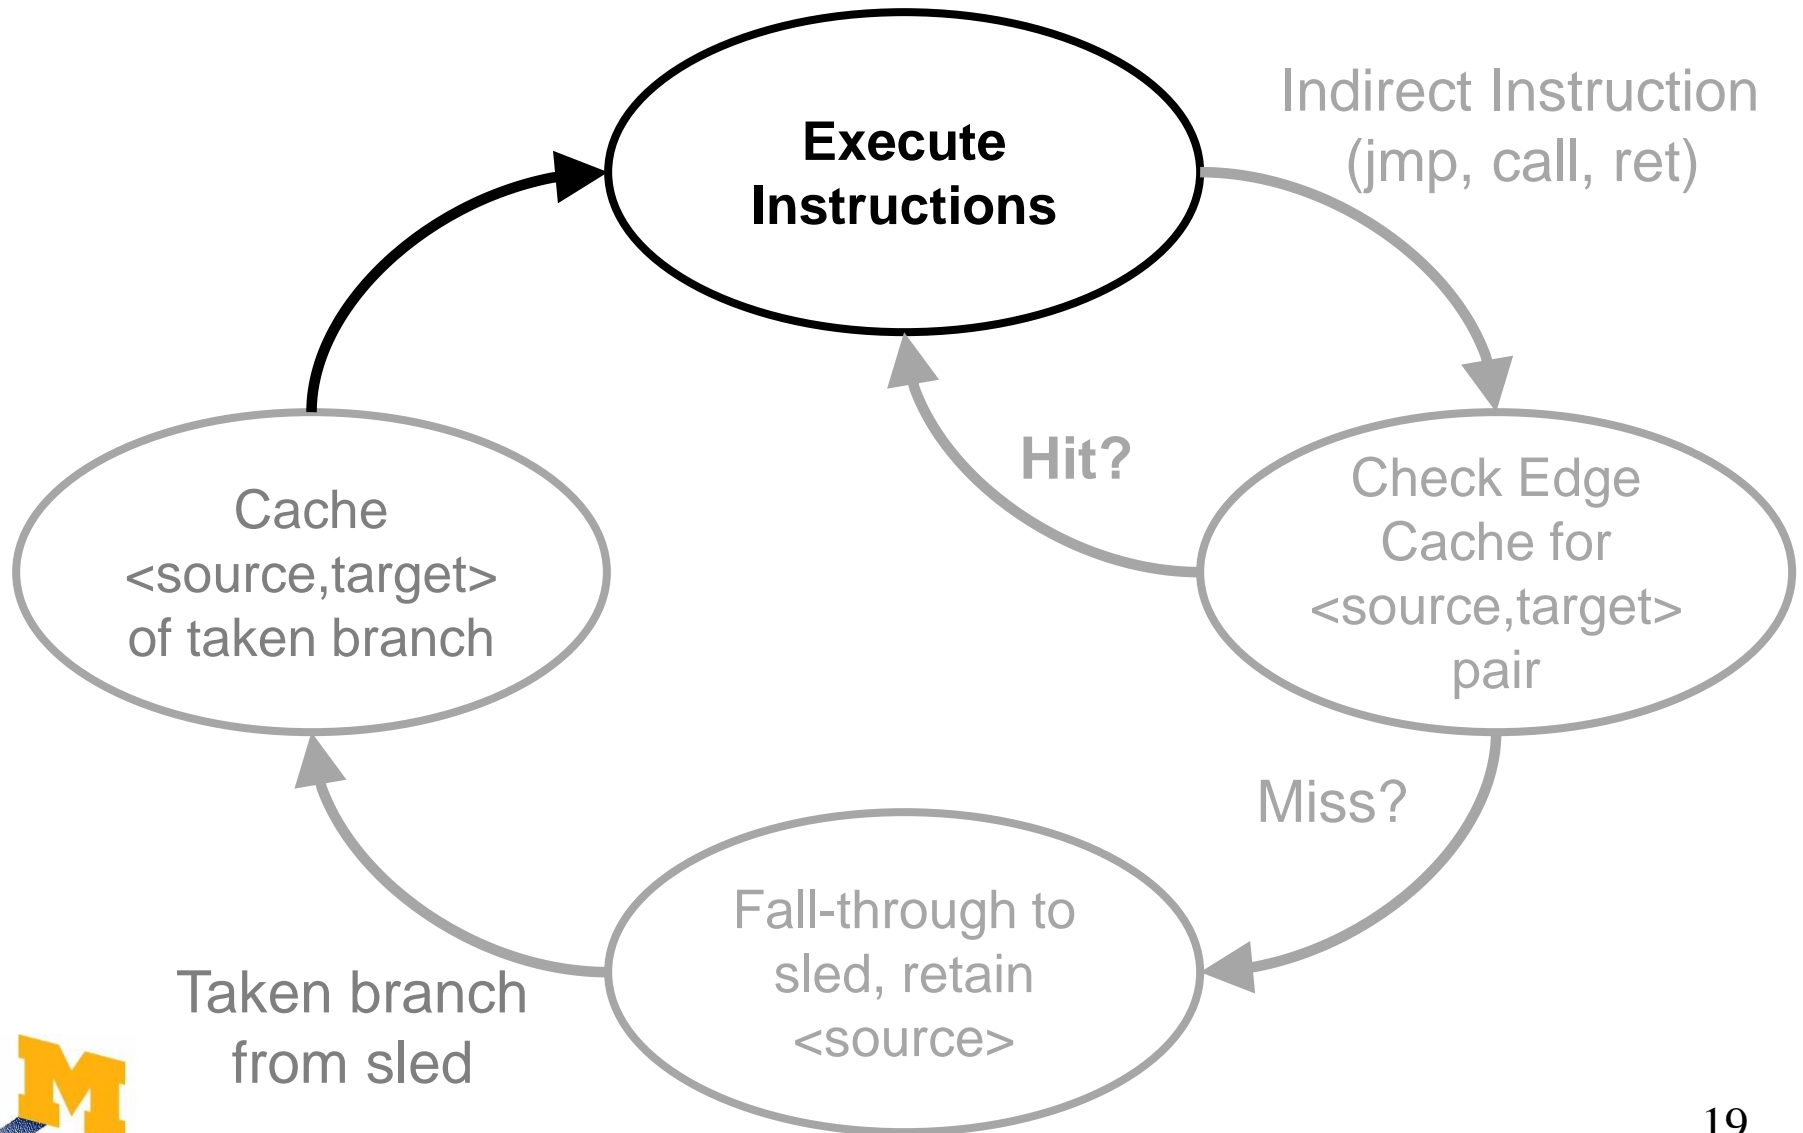 Execute
Instructions
Indirect Instruction
(jmp, call, ret)
Hit?
Check Edge
Cache for
<source,target>
pair
Miss?
Fall-through to
sled, retain
<source>
Taken branch
from sled
Cache
<source,target>
of taken branch
M
19